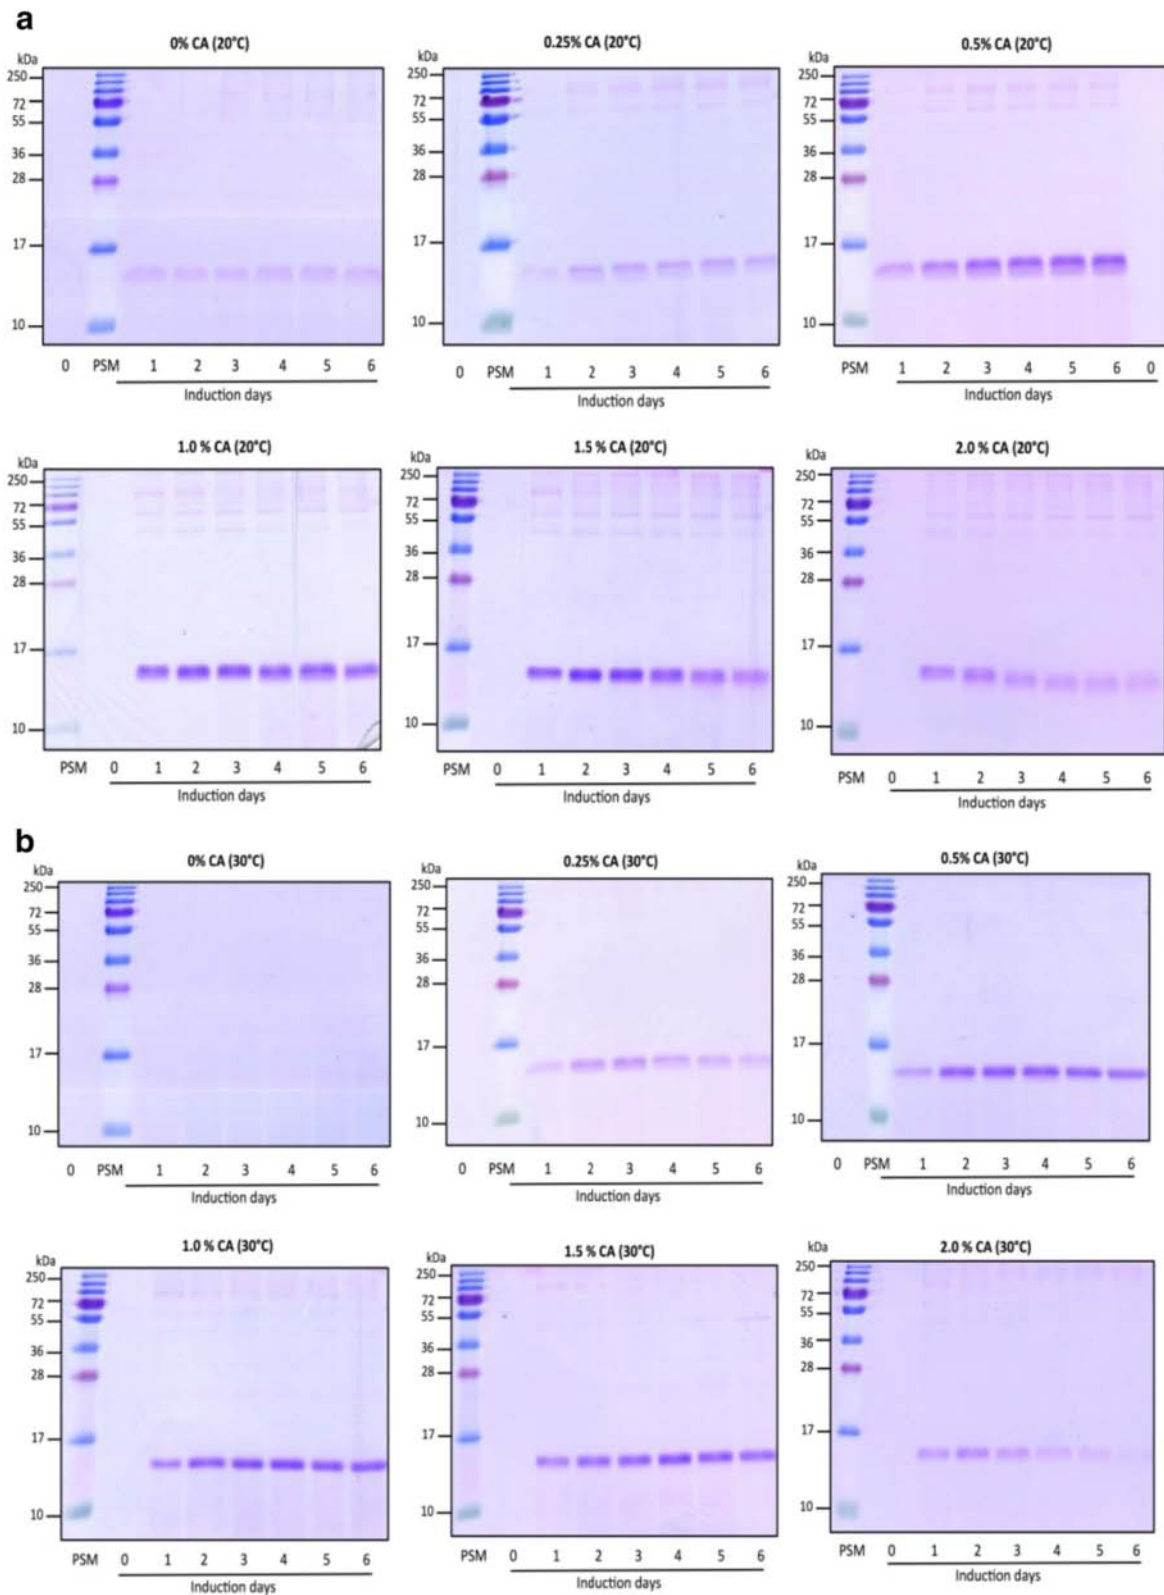 a
0% CA (20°C)
kDa
250
72
55
36
28
17
10
0 PSM 1 2 3 4 5 6
Induction days
0.25% CA (20°C)
kDa
250
72
55
36
28
17
10
0 PSM 1 2 3 4 5 6
Induction days
0.5% CA (20°C)
kDa
250
72
55
36
28
17
10
PSM 1 2 3 4 5 6 0
Induction days
1.0 % CA (20°C)
kDa
250
72
55
36
28
17
10
PSM 0 1 2 3 4 5 6
Induction days
1.5 % CA (20°C)
kDa
250
72
55
36
28
17
10
PSM 0 1 2 3 4 5 6
Induction days
2.0 % CA (20°C)
kDa
250
72
55
36
28
17
10
PSM 0 1 2 3 4 5 6
Induction days
b
0% CA (30°C)
kDa
250
72
55
36
28
17
10
0 PSM 1 2 3 4 5 6
Induction days
0.25% CA (30°C)
kDa
250
72
55
36
28
17
10
0 PSM 1 2 3 4 5 6
Induction days
0.5% CA (30°C)
kDa
250
72
55
36
28
17
10
0 PSM 1 2 3 4 5 6
Induction days
1.0 % CA (30°C)
kDa
250
72
55
36
28
17
10
PSM 0 1 2 3 4 5 6
Induction days
1.5 % CA (30°C)
kDa
250
72
55
36
28
17
10
PSM 0 1 2 3 4 5 6
Induction days
2.0 % CA (30°C)
kDa
250
72
55
36
28
17
10
PSM 0 1 2 3 4 5 6
Induction days